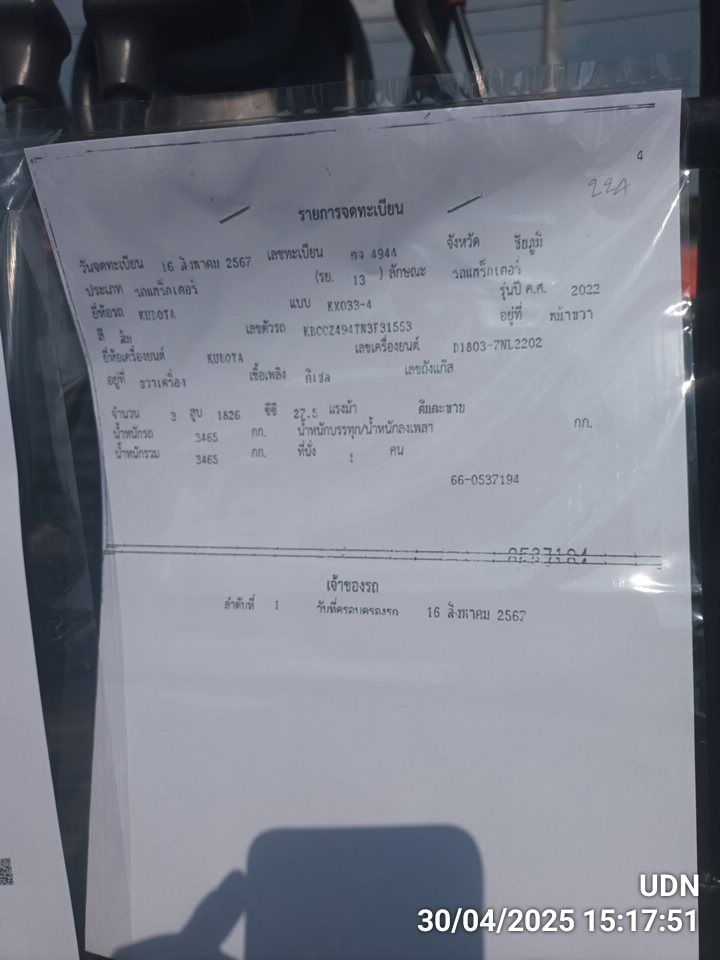 4
22A
รายการจดทะเบียน
วันจดทะเบียน 16 สิงหาคม 2567 เลขทะเบียน 4944 จังหวัด ชัยภูมิ
ประเภท รถแทร็กเตอร์ (รย. 13 ) ลักษณะ รถแทร็กเตอร์
ยี่ห้อรถ KUBOTA แบบ KX033-4 รุ่นปี ค.ศ. 2022
สี ส้ม เลขตัวรถ KBCCZ494TN3F31553 อยู่ที่ หน้าขวา
ยี่ห้อเครื่องยนต์ KUBOTA เลขเครื่องยนต์ D1803-7NL2202
อยู่ที่ ขวาเครื่อง เชื้อเพลิง ดีเซล เลขถังแก๊ส
จำนวน 3 สูบ 1826 ซีซี 27.5 แรงม้า ตีนตะขาบ
น้ำหนักรถ 3465 กก. น้ำหนักบรรทุก/น้ำหนักลงเพลา กก.
น้ำหนักรวม 3465 กก. ที่นั่ง 1 คน
66-0537194
เจ้าของรถ
ลำดับที่ 1 วันที่ครอบครองรถ 16 สิงหาคม 2567
UDN
30/04/2025 15:17:51